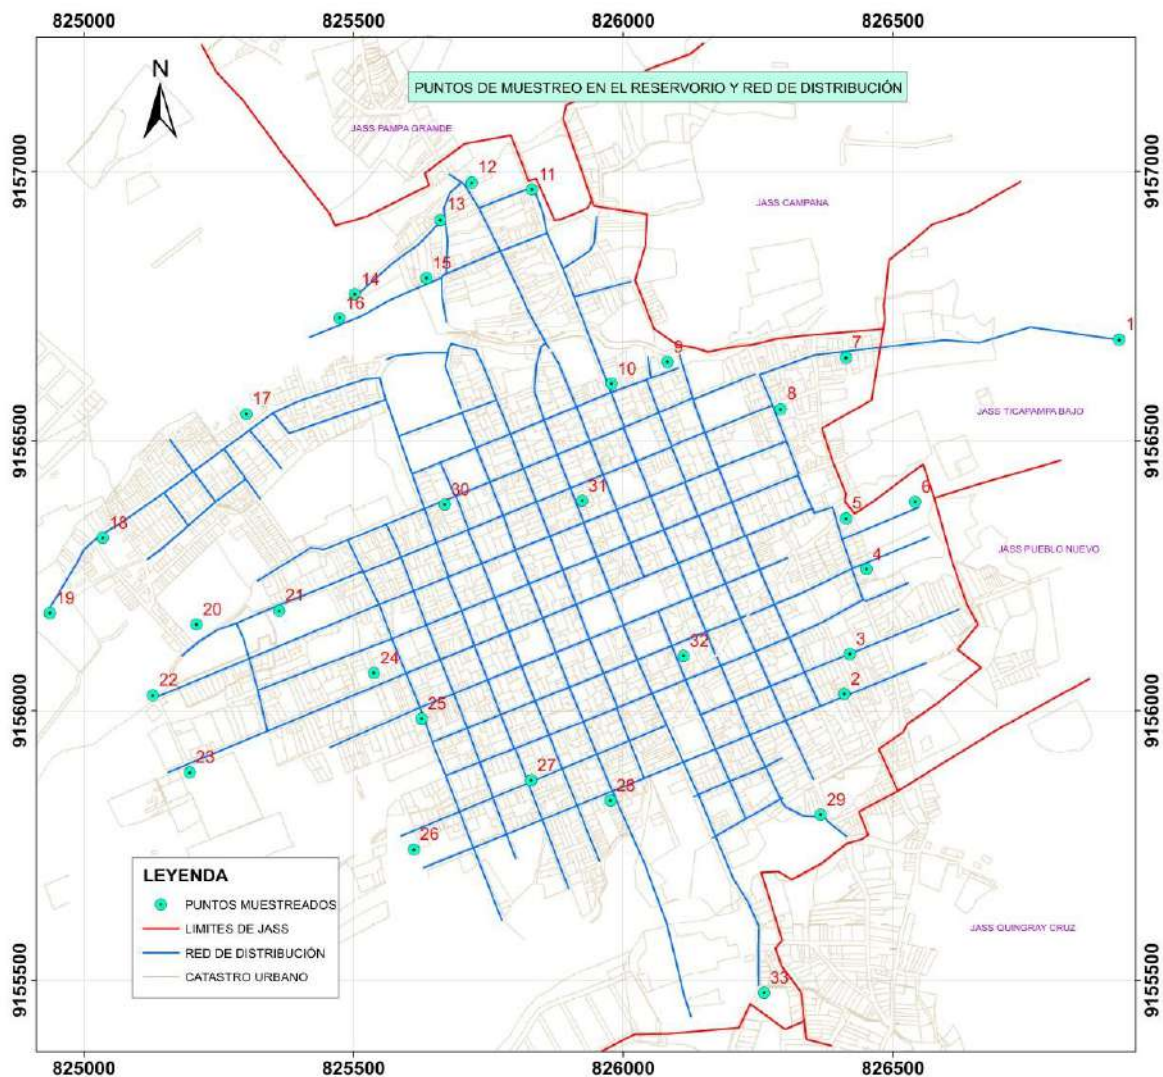 825000 825500 826000 826500
N
PUNTOS DE MUESTREO EN EL RESERVORIO Y RED DE DISTRIBUCIÓN
JASS PAMPA GRANDE
9157000
9157000
12
11
JASS CAMPANA
13
15
14
16
1
7
9
10
8
17
JASS TICAPAMPA BAJO
9156500
9156500
30
31
6
5
18
JASS PUEBLO NUEVO
4
19
20
21
32
3
24
22
2
25
9156000
9156000
23
27
28
29
26
LEYENDA
PUNTOS MUESTREADOS
LIMITES DE JASS
RED DE DISTRIBUCIÓN
CATASTRO URBANO
JASS QUINGRAY CRUZ
33
9155500
9155500
825000 825500 826000 826500